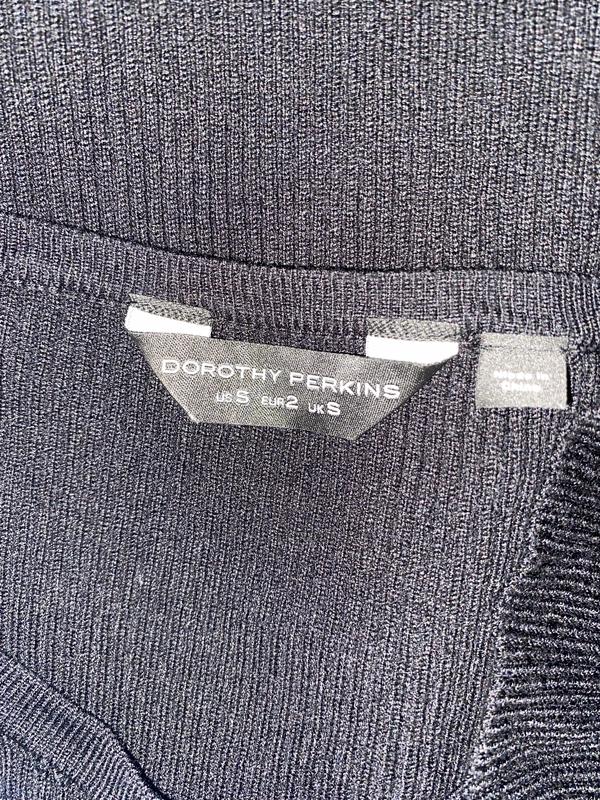 DOROTHY PERKINS
US S EUR 2 UK S
Made in
China